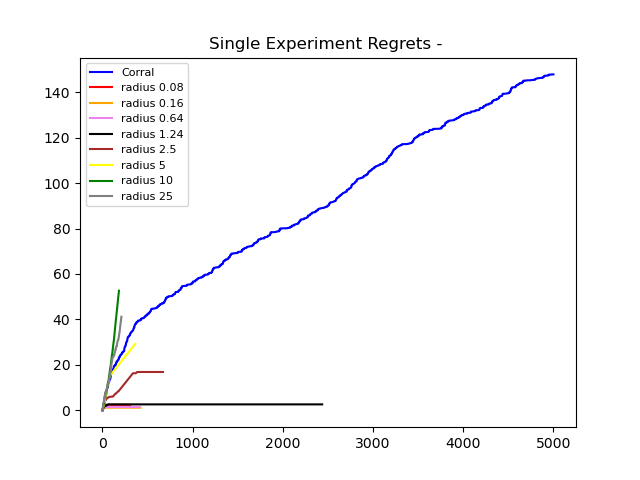 Single Experiment Regrets -
Corral
radius 0.08
radius 0.16
radius 0.64
radius 1.24
radius 2.5
radius 5
radius 10
radius 25
140
120
100
80
60
40
20
0
0 1000 2000 3000 4000 5000